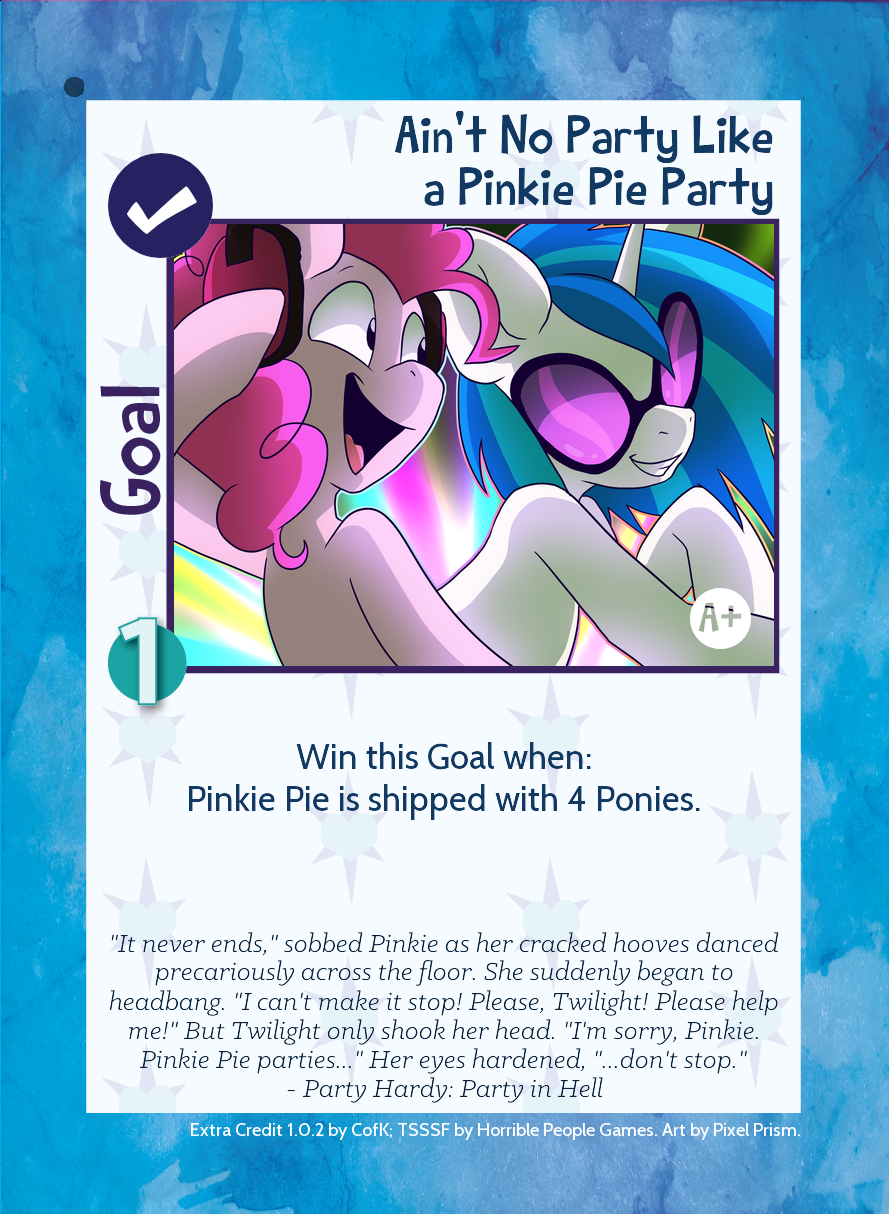 Ain't No Party Like
a Pinkie Pie Party
Goal
1
A+
Win this Goal when:
Pinkie Pie is shipped with 4 Ponies.
"It never ends," sobbed Pinkie as her cracked hooves danced
precariously across the floor. She suddenly began to
headbang. "I can't make it stop! Please, Twilight! Please help
me!" But Twilight only shook her head. "I'm sorry, Pinkie.
Pinkie Pie parties..." Her eyes hardened, "...don't stop."
- Party Hardy: Party in Hell
Extra Credit 1.0.2 by CofK; TSSSF by Horrible People Games. Art by Pixel Prism.